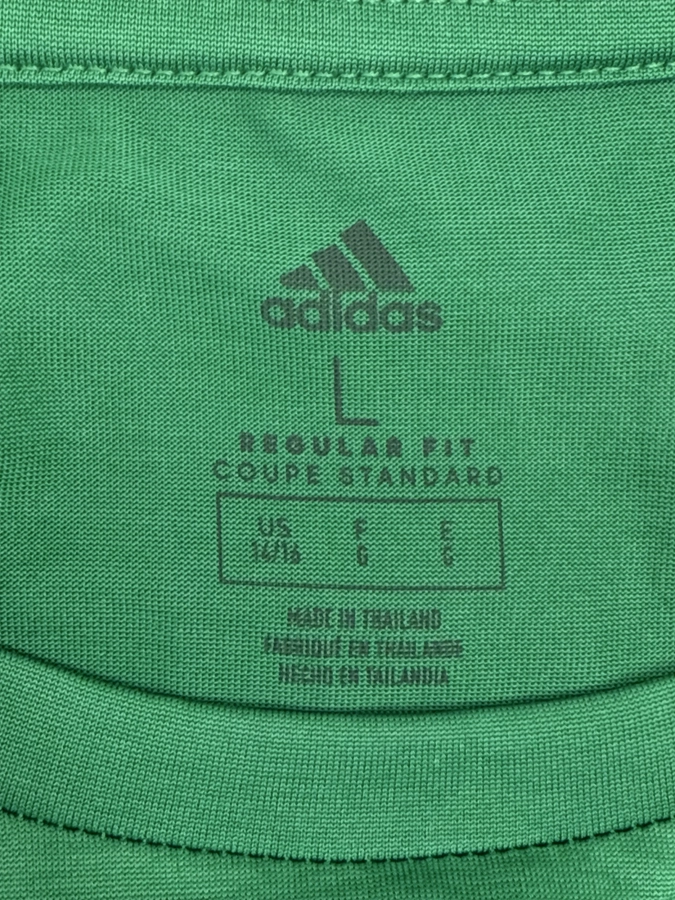 adidas
L
REGULAR FIT
COUPE STANDARD
US F E
14/16 G G
MADE IN THAILAND
FABRIQUÉ EN THAILANDE
HECHO EN TAILANDIA